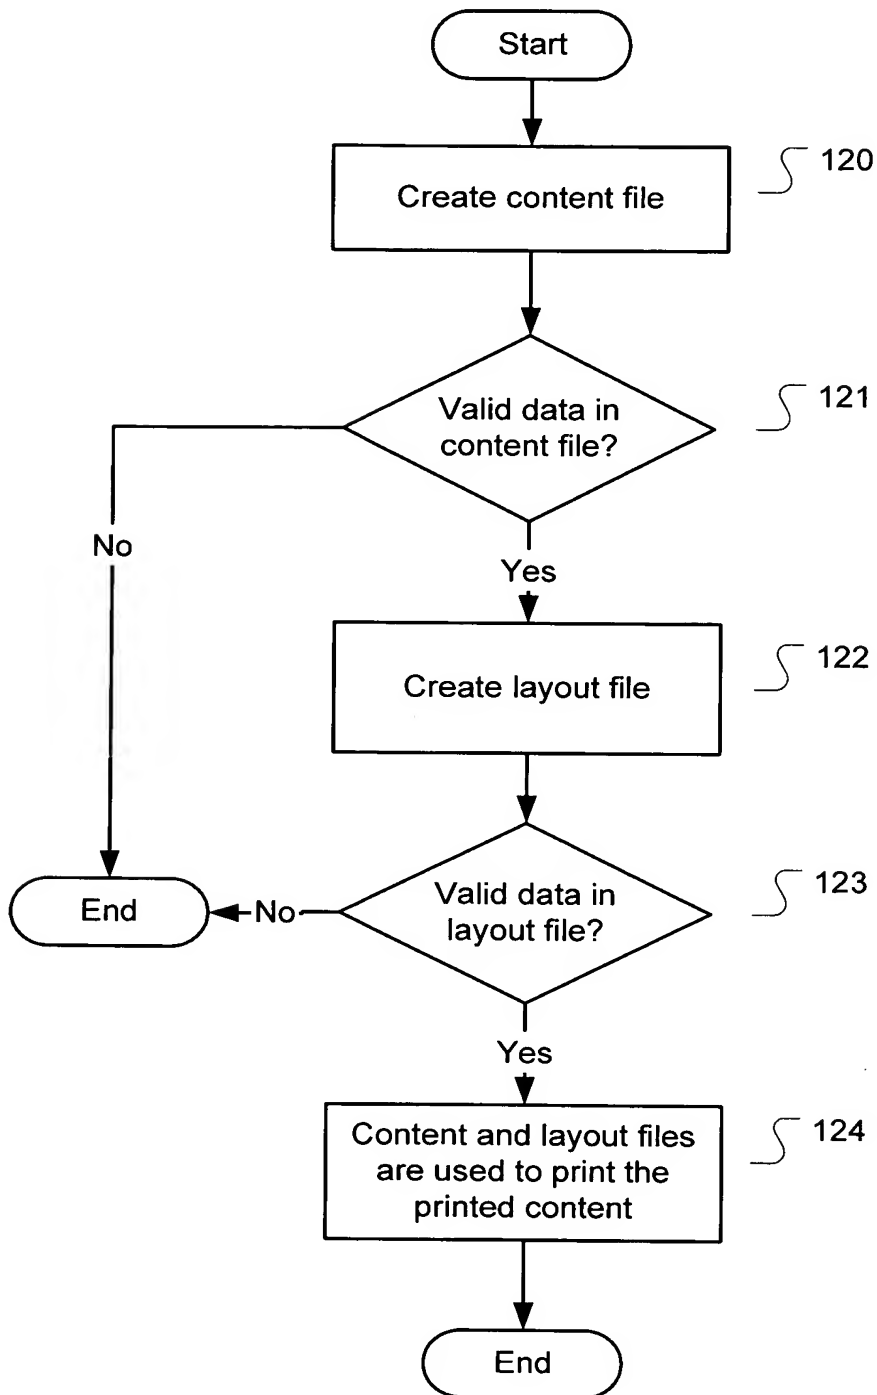 Start
Create content file
120
Valid data in
content file?
121
No
Yes
Create layout file
122
Valid data in
layout file?
123
No
End
Yes
Content and layout files
are used to print the
printed content
124
End